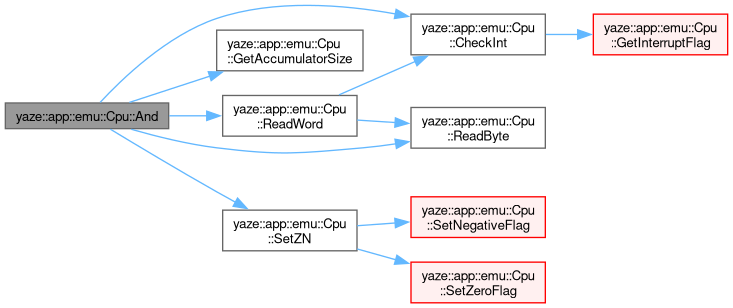 yaze::app::emu::Cpu::And
yaze::app::emu::Cpu
::GetAccumulatorSize
yaze::app::emu::Cpu
::ReadWord
yaze::app::emu::Cpu
::SetZN
yaze::app::emu::Cpu
::CheckInt
yaze::app::emu::Cpu
::ReadByte
yaze::app::emu::Cpu
::SetNegativeFlag
yaze::app::emu::Cpu
::SetZeroFlag
yaze::app::emu::Cpu
::GetInterruptFlag